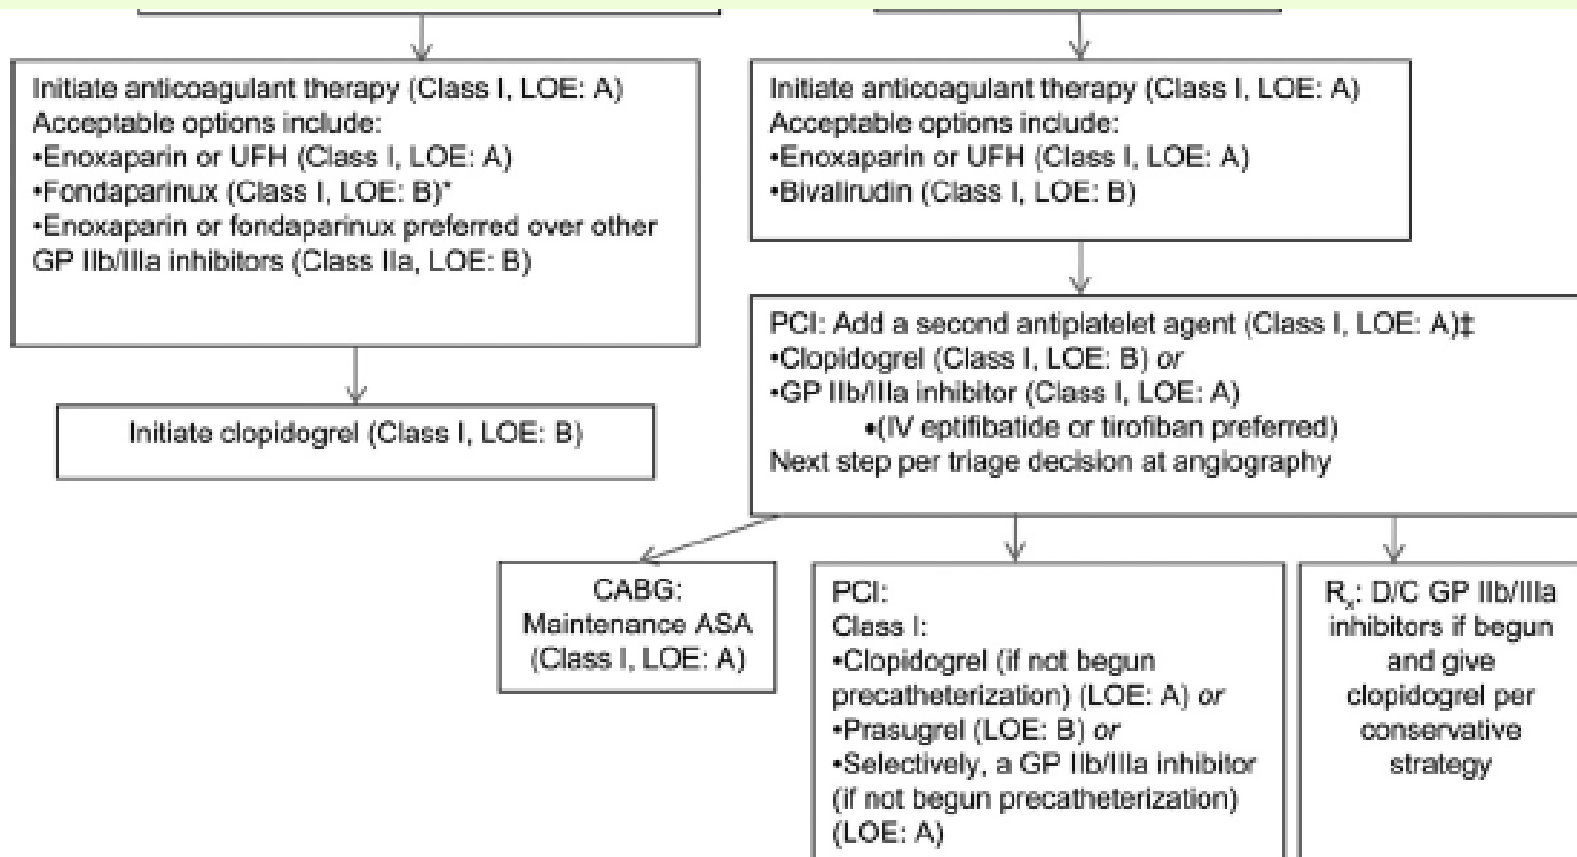 Initiate anticoagulant therapy (Class I, LOE: A)
Acceptable options include:
•Enoxaparin or UFH (Class I, LOE: A)
•Fondaparinux (Class I, LOE: B)*
•Enoxaparin or fondaparinux preferred over other
GP IIb/IIIa inhibitors (Class IIa, LOE: B)
Initiate clopidogrel (Class I, LOE: B)
Initiate anticoagulant therapy (Class I, LOE: A)
Acceptable options include:
•Enoxaparin or UFH (Class I, LOE: A)
•Bivalirudin (Class I, LOE: B)
PCI: Add a second antiplatelet agent (Class I, LOE: A)‡
•Clopidogrel (Class I, LOE: B) or
•GP IIb/IIIa inhibitor (Class I, LOE: A)
•(IV eptifibatide or tirofiban preferred)
Next step per triage decision at angiography
CABG:
Maintenance ASA
(Class I, LOE: A)
PCI:
Class I:
•Clopidogrel (if not begun
precatheterization) (LOE: A) or
•Prasugrel (LOE: B) or
•Selectively, a GP IIb/IIIa inhibitor
(if not begun precatheterization)
(LOE: A)
Rx: D/C GP IIb/IIIa
inhibitors if begun
and give
clopidogrel per
conservative
strategy